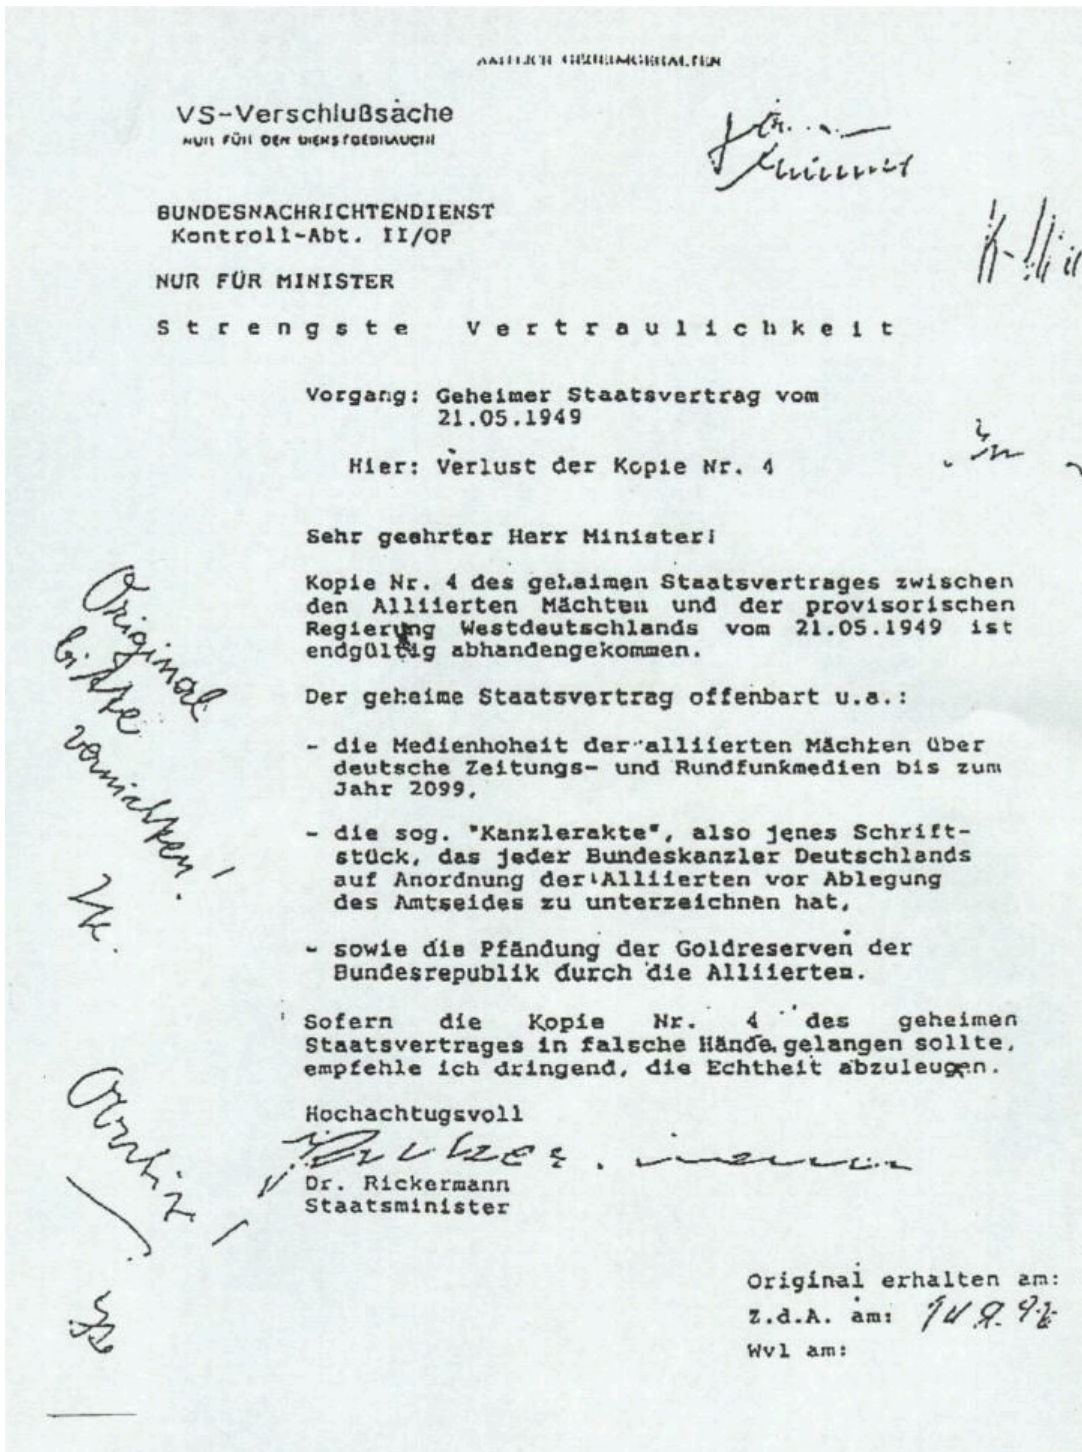 VS-Verschlußsache
NUR FÜR DEN DIENSTGEBRAUCH
BUNDESNACHRICHTENDIENST
Kontroll-Abt. II/OP
NUR FÜR MINISTER
Strengste Vertraulichkeit
Vorgang: Geheimer Staatsvertrag vom
21.05.1949
Hier: Verlust der Kopie Nr. 4
Sehr geehrter Herr Minister!
Kopie Nr. 4 des geheimen Staatsvertrages zwischen
den Alliierten Mächten und der provisorischen
Regierung Westdeutschlands vom 21.05.1949 ist
endgültig abhandengekommen.
Der geheime Staatsvertrag offenbart u.a.:
- die Medienhoheit der alliierten Mächten über
deutsche Zeitungs- und Rundfunkmedien bis zum
Jahr 2099,
- die sog. "Kanzlerakte", also jenes Schrift-
stück, das jeder Bundeskanzler Deutschlands
auf Anordnung der Alliierten vor Ablegung
des Amtseides zu unterzeichnen hat,
- sowie die Pfändung der Goldreserven der
Bundesrepublik durch die Alliierten.
Sofern die Kopie Nr. 4 des geheimen
Staatsvertrages in falsche Hände gelangen sollte,
empfehle ich dringend, die Echtheit abzuleugen.
Hochachtugsvoll
Dr. Rickermann
Staatsminister
Original erhalten am:
Z.d.A. am:
Wvl am:
Original
bitte
vernichten!